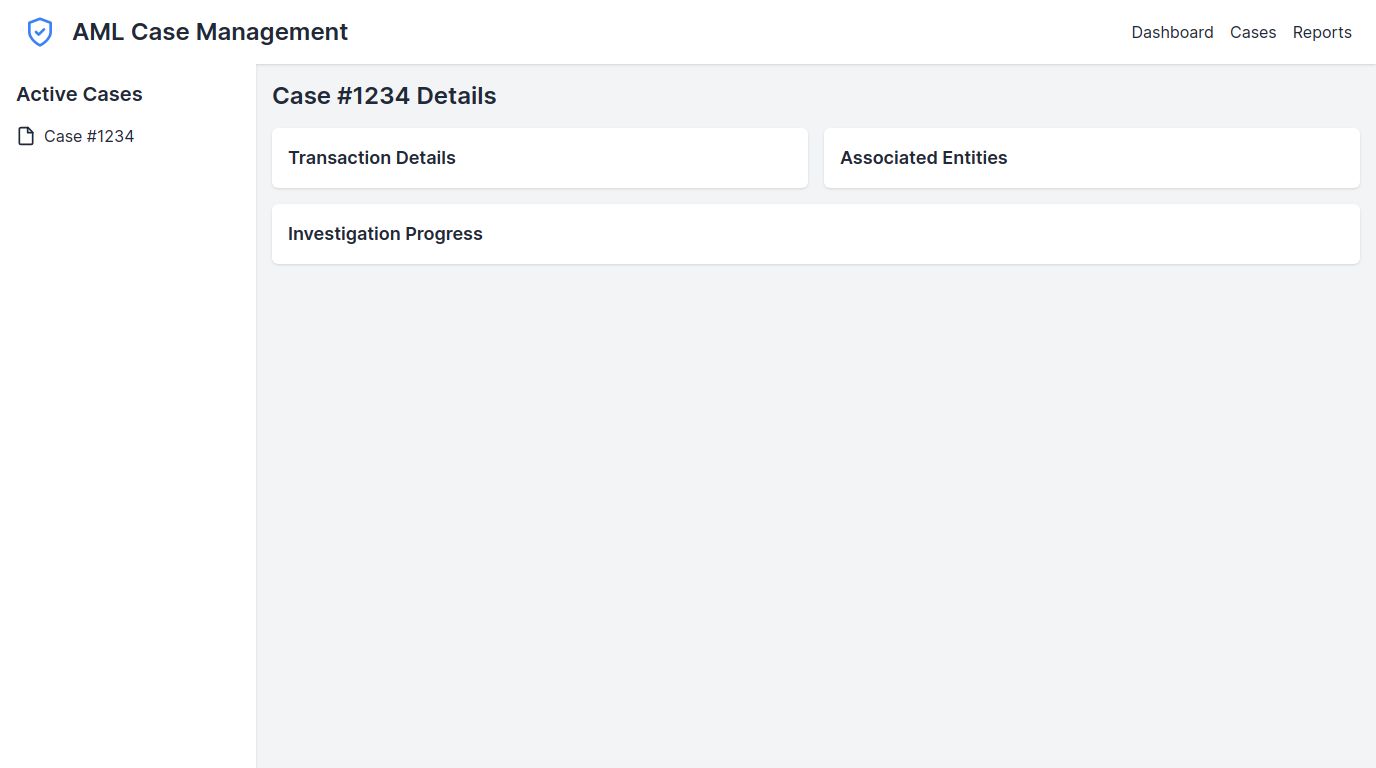 AML Case Management
Dashboard Cases Reports
Active Cases
Case #1234
Case #1234 Details
Transaction Details
Associated Entities
Investigation Progress